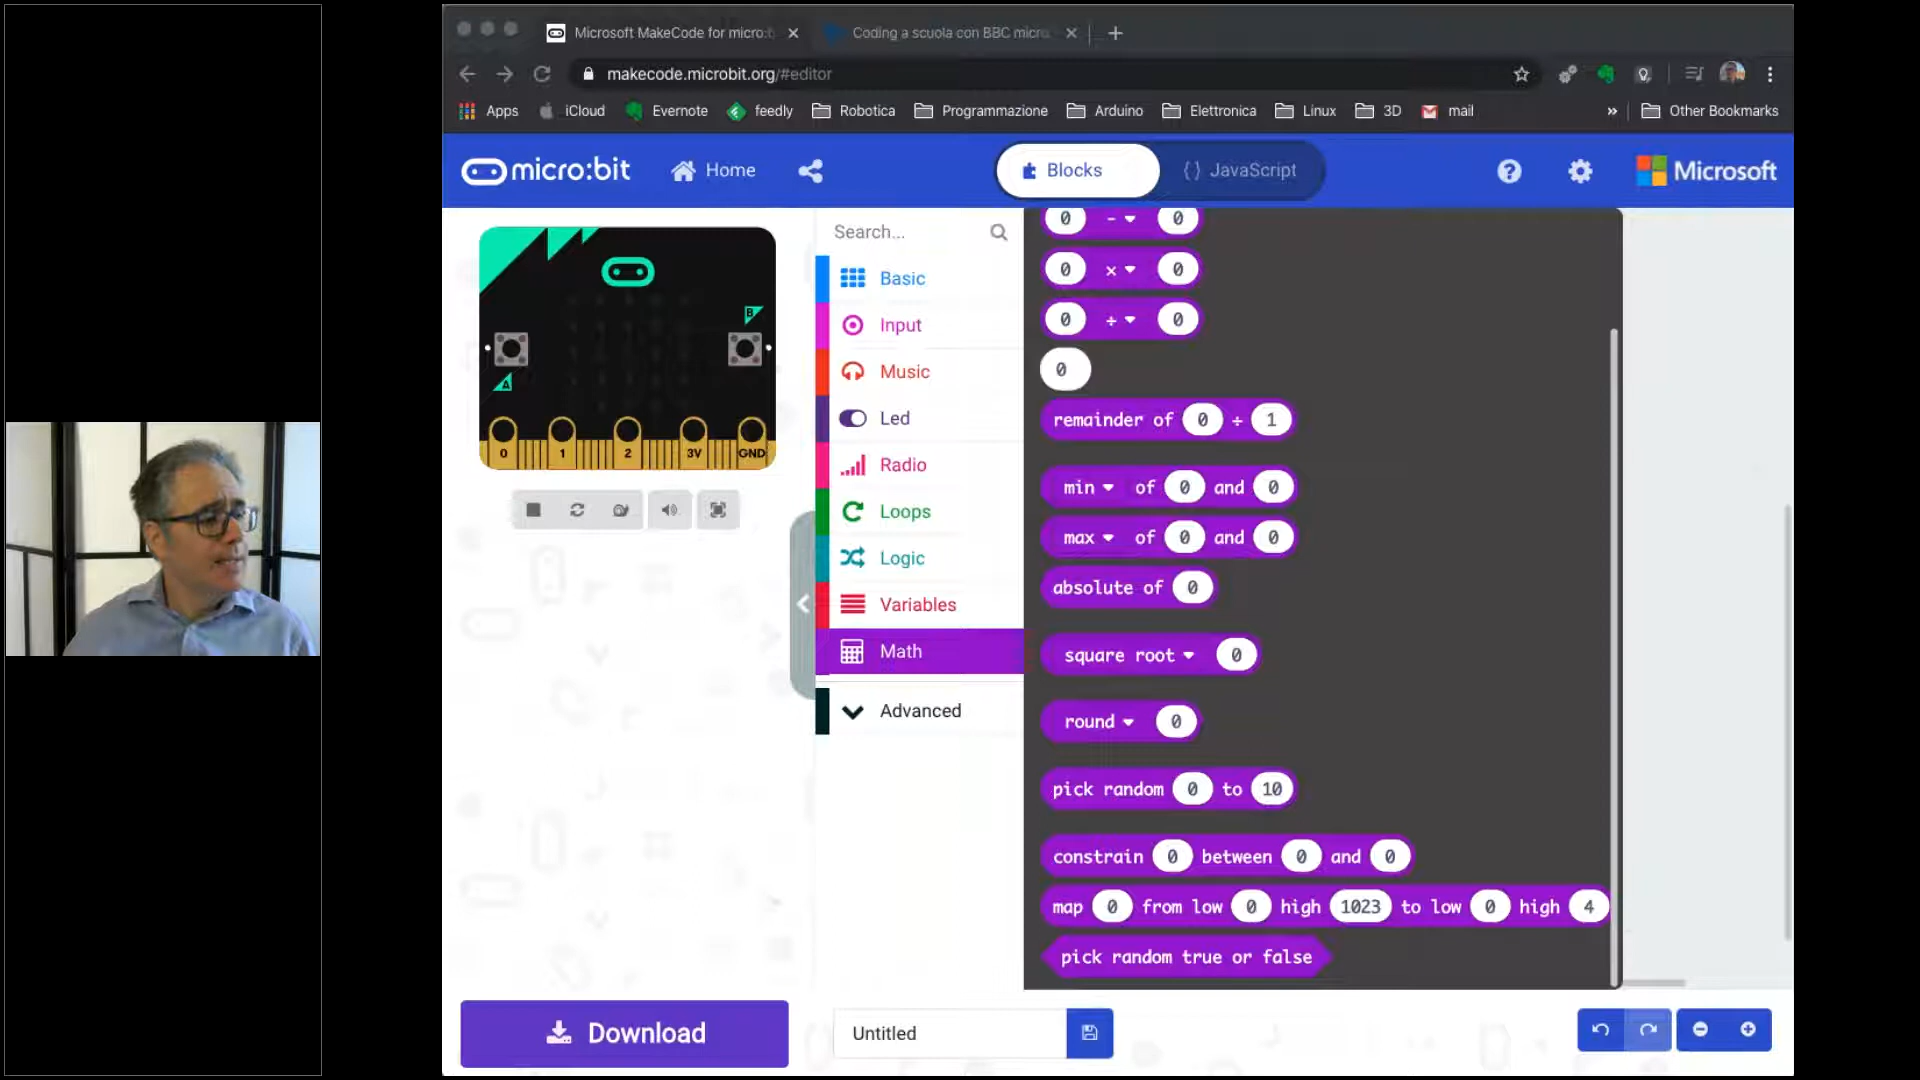 Microsoft MakeCode for micro:b
Coding a scuola con BBC micro
makecode.microbit.org/#editor
Apps iCloud Evernote feedly Robotica Programmazione Arduino Elettronica Linux 3D mail » Other Bookmarks
micro:bit Home Blocks {} JavaScript ? Microsoft
Search...
Basic
Input
Music
Led
Radio
Loops
Logic
Variables
Math
Advanced
B
A
0 1 2 3V GND
0 - 0
0 × 0
0 ÷ 0
0
remainder of 0 ÷ 1
min of 0 and 0
max of 0 and 0
absolute of 0
square root 0
round 0
pick random 0 to 10
constrain 0 between 0 and 0
map 0 from low 0 high 1023 to low 0 high 4
pick random true or false
Download
Untitled